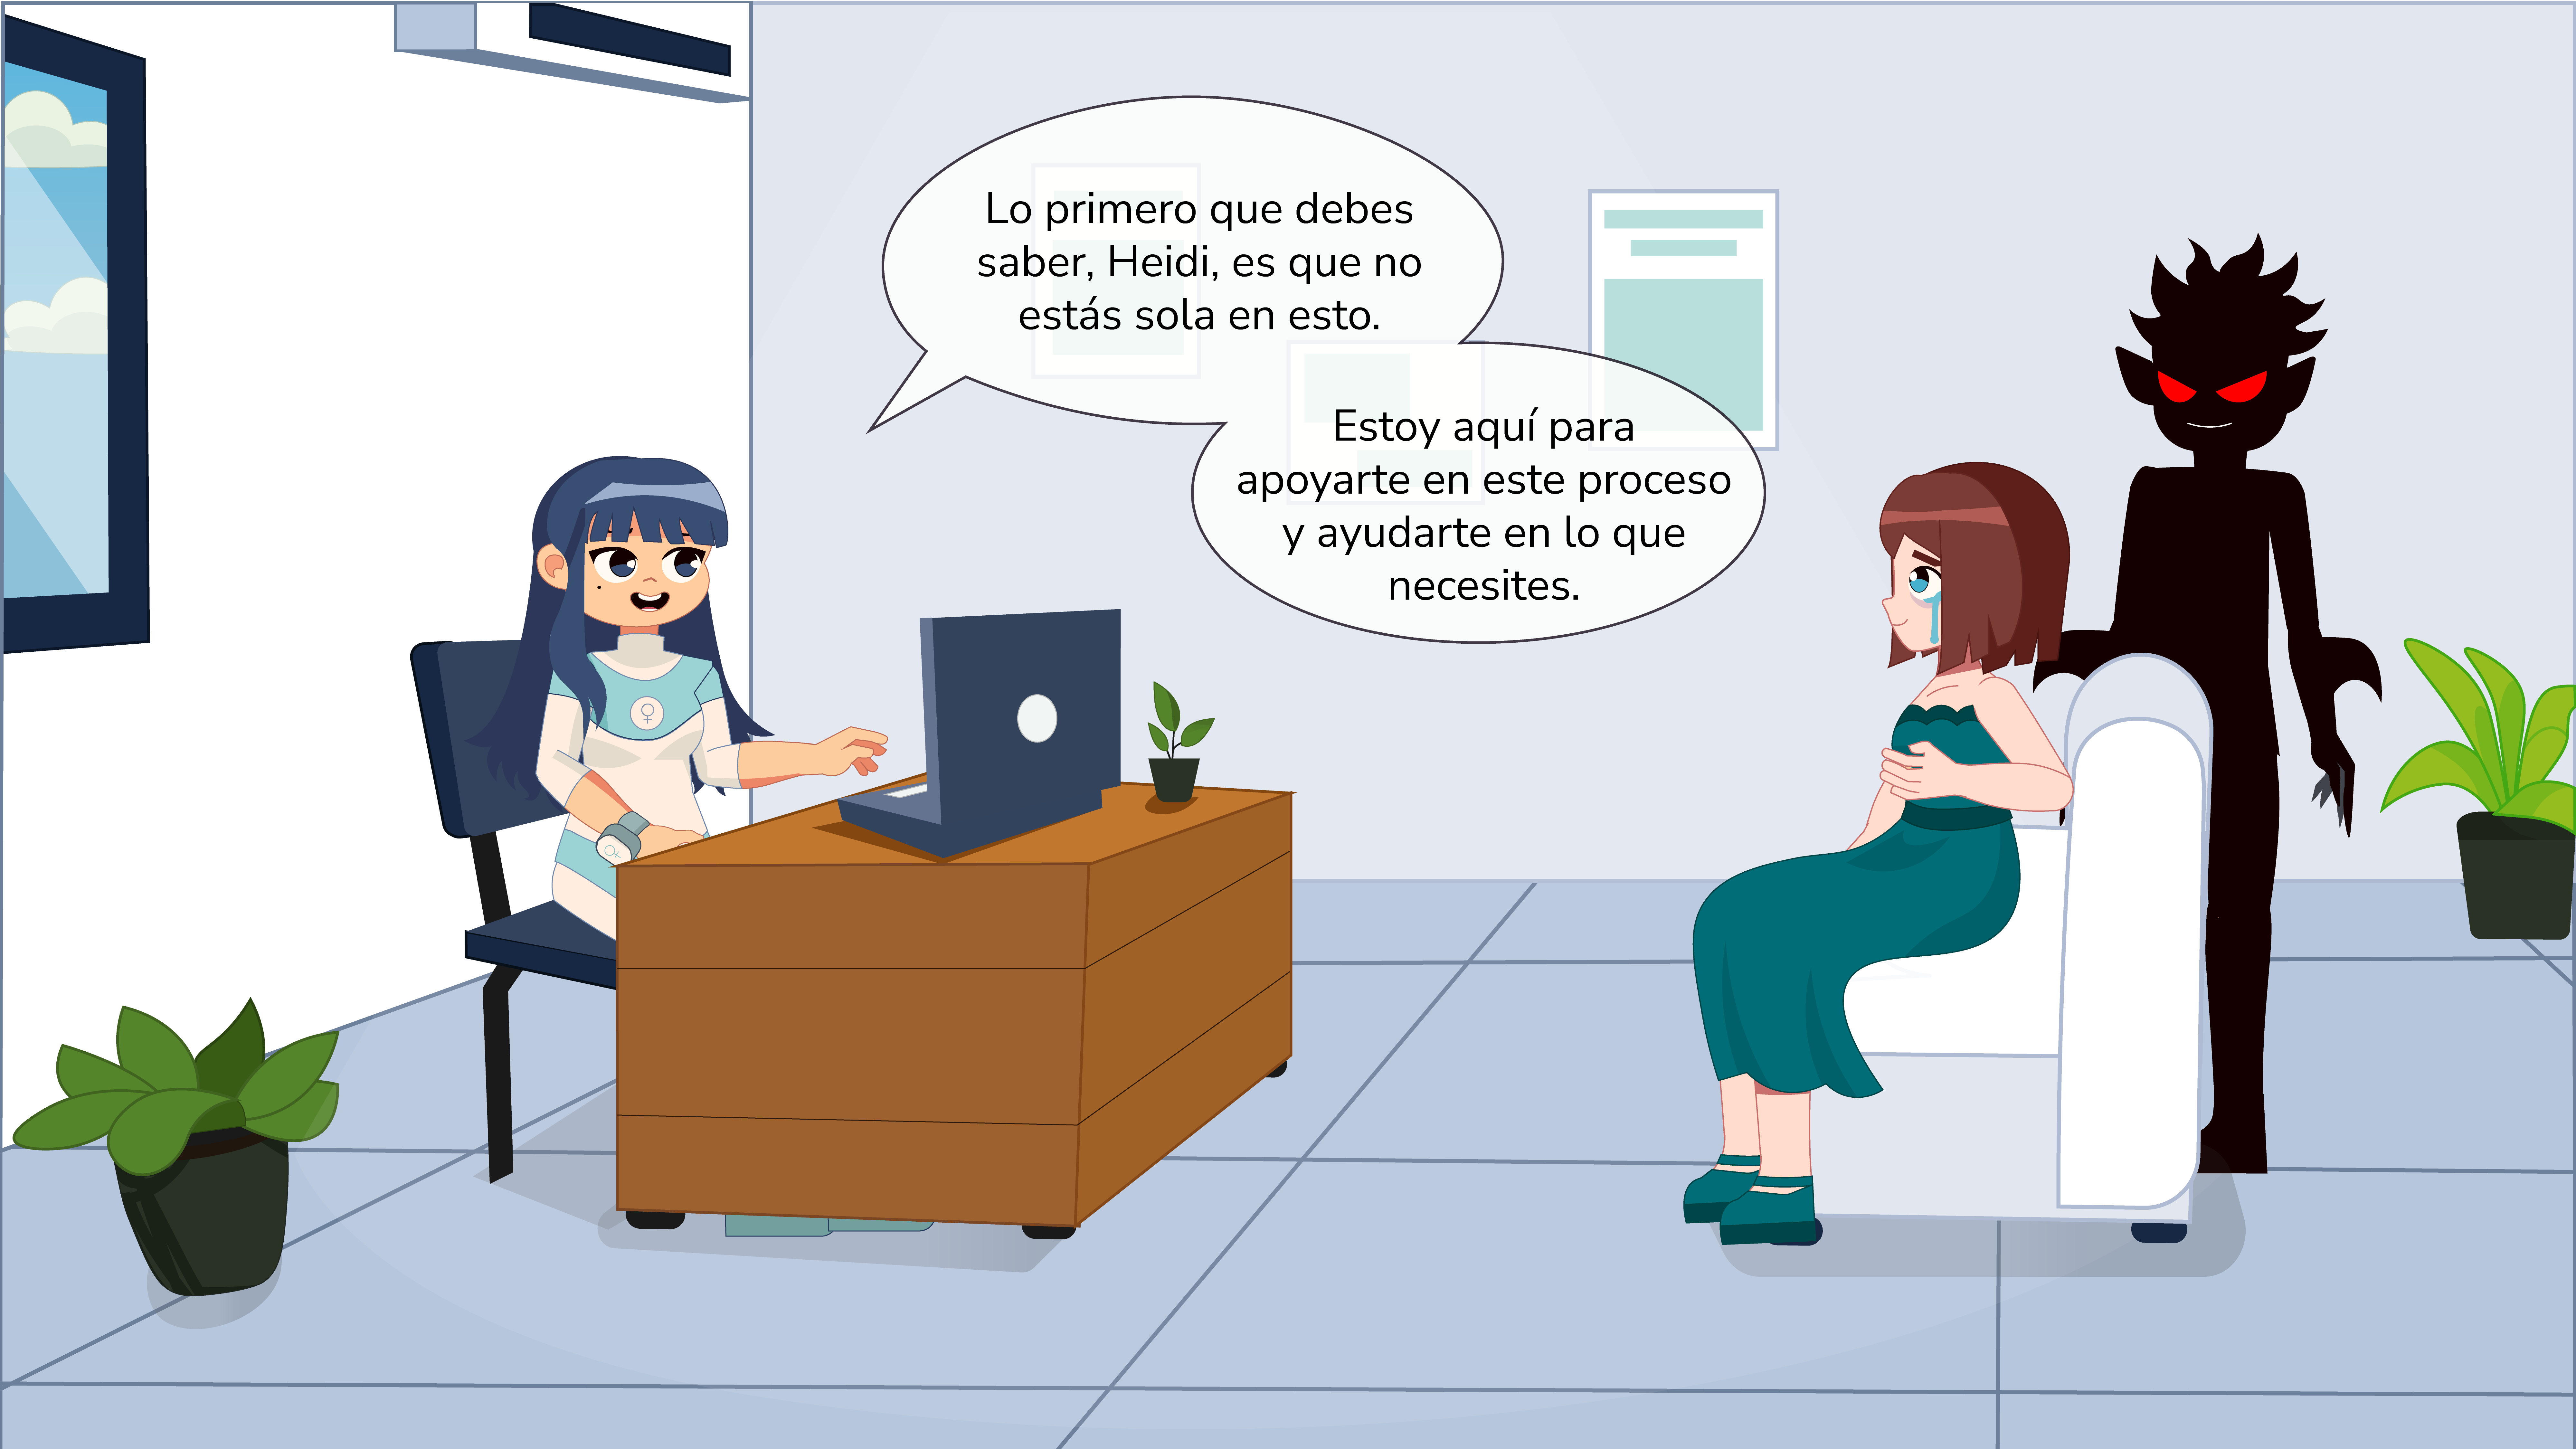 Lo primero que debes
saber, Heidi, es que no
estás sola en esto.
Estoy aquí para
apoyarte en este proceso
y ayudarte en lo que
necesites.